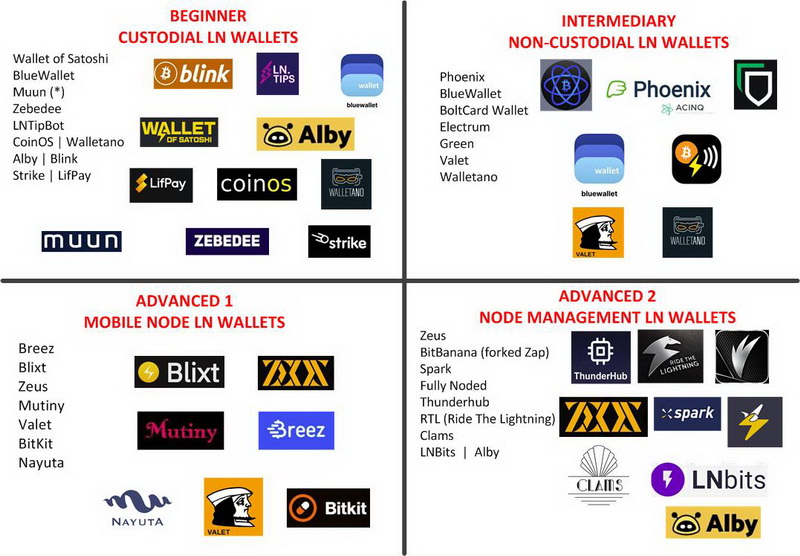 BEGINNER
CUSTODIAL LN WALLETS
Wallet of Satoshi
BlueWallet
Muun (*)
Zebedee
LNTipBot
CoinOS | Walletano
Alby | Blink
Strike | LifPay
blink
LN.
TIPS
wallet
bluewallet
WALLET
OF SATOSHI
Alby
LifPay
coinos
WALLETANO
muun
ZEBEDEE
strike
INTERMEDIARY
NON-CUSTODIAL LN WALLETS
Phoenix
BlueWallet
BoltCard Wallet
Electrum
Green
Valet
Walletano
Phoenix
ACINQ
wallet
bluewallet
VALET
WALLETANO
ADVANCED 1
MOBILE NODE LN WALLETS
Breez
Blixt
Zeus
Mutiny
Valet
BitKit
Nayuta
Blixt
Mutiny
Breez
NAYUTA
VALET
Bitkit
ADVANCED 2
NODE MANAGEMENT LN WALLETS
Zeus
BitBanana (forked Zap)
Spark
Fully Noded
Thunderhub
RTL (Ride The Lightning)
Clams
LNBits | Alby
ThunderHub
RIDE THE
LIGHTNING
spark
CLAMS
LNbits
Alby